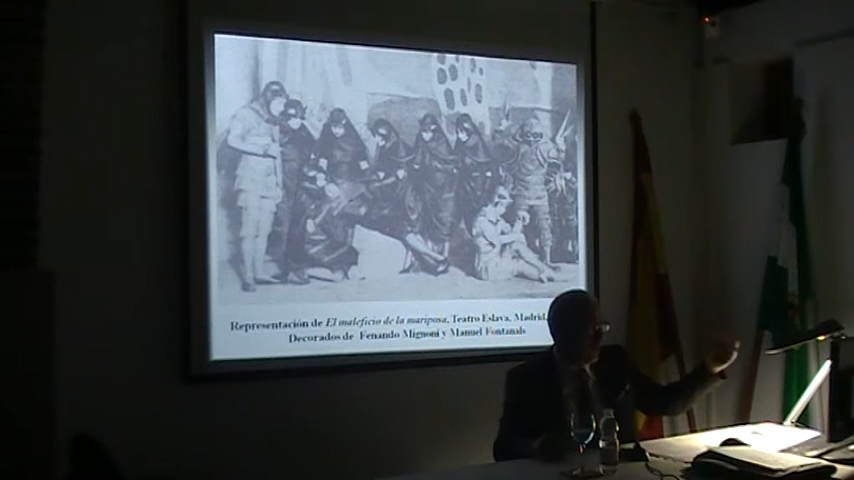 Representación de El maleficio de la mariposa, Teatro Eslava, Madrid,
Decorados de Fenando Mignoni y Manuel Fontanals